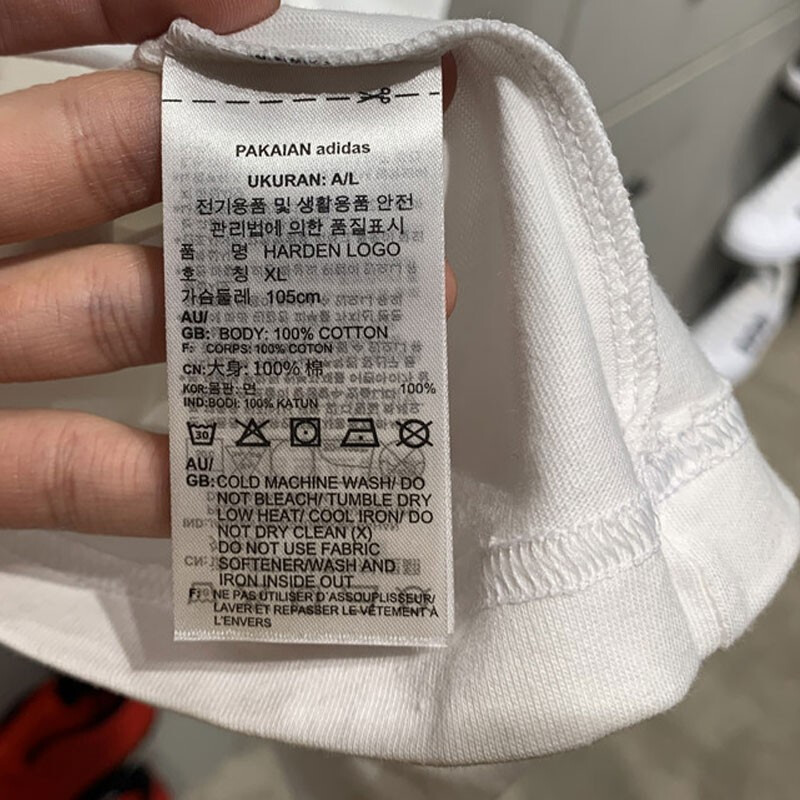 PAKAIAN adidas
UKURAN: A/L
전기용품 및 생활용품 안전
관리법에 의한 품질표시
품 명 HARDEN LOGO
호 칭 XL
가슴둘레 105cm
AU/
GB: BODY: 100% COTTON
F: CORPS: 100% COTON
CN: 大身: 100% 棉
KOR: 몸판: 면 100%
IND: BODI: 100% KATUN
30
AU/
GB: COLD MACHINE WASH/ DO
NOT BLEACH/ TUMBLE DRY
LOW HEAT/ COOL IRON/ DO
NOT DRY CLEAN (X)
DO NOT USE FABRIC
SOFTENER/WASH AND
IRON INSIDE OUT
F: NE PAS UTILISER D'ASSOUPLISSEUR/
LAVER ET REPASSER LE VÊTEMENT À
L'ENVERS